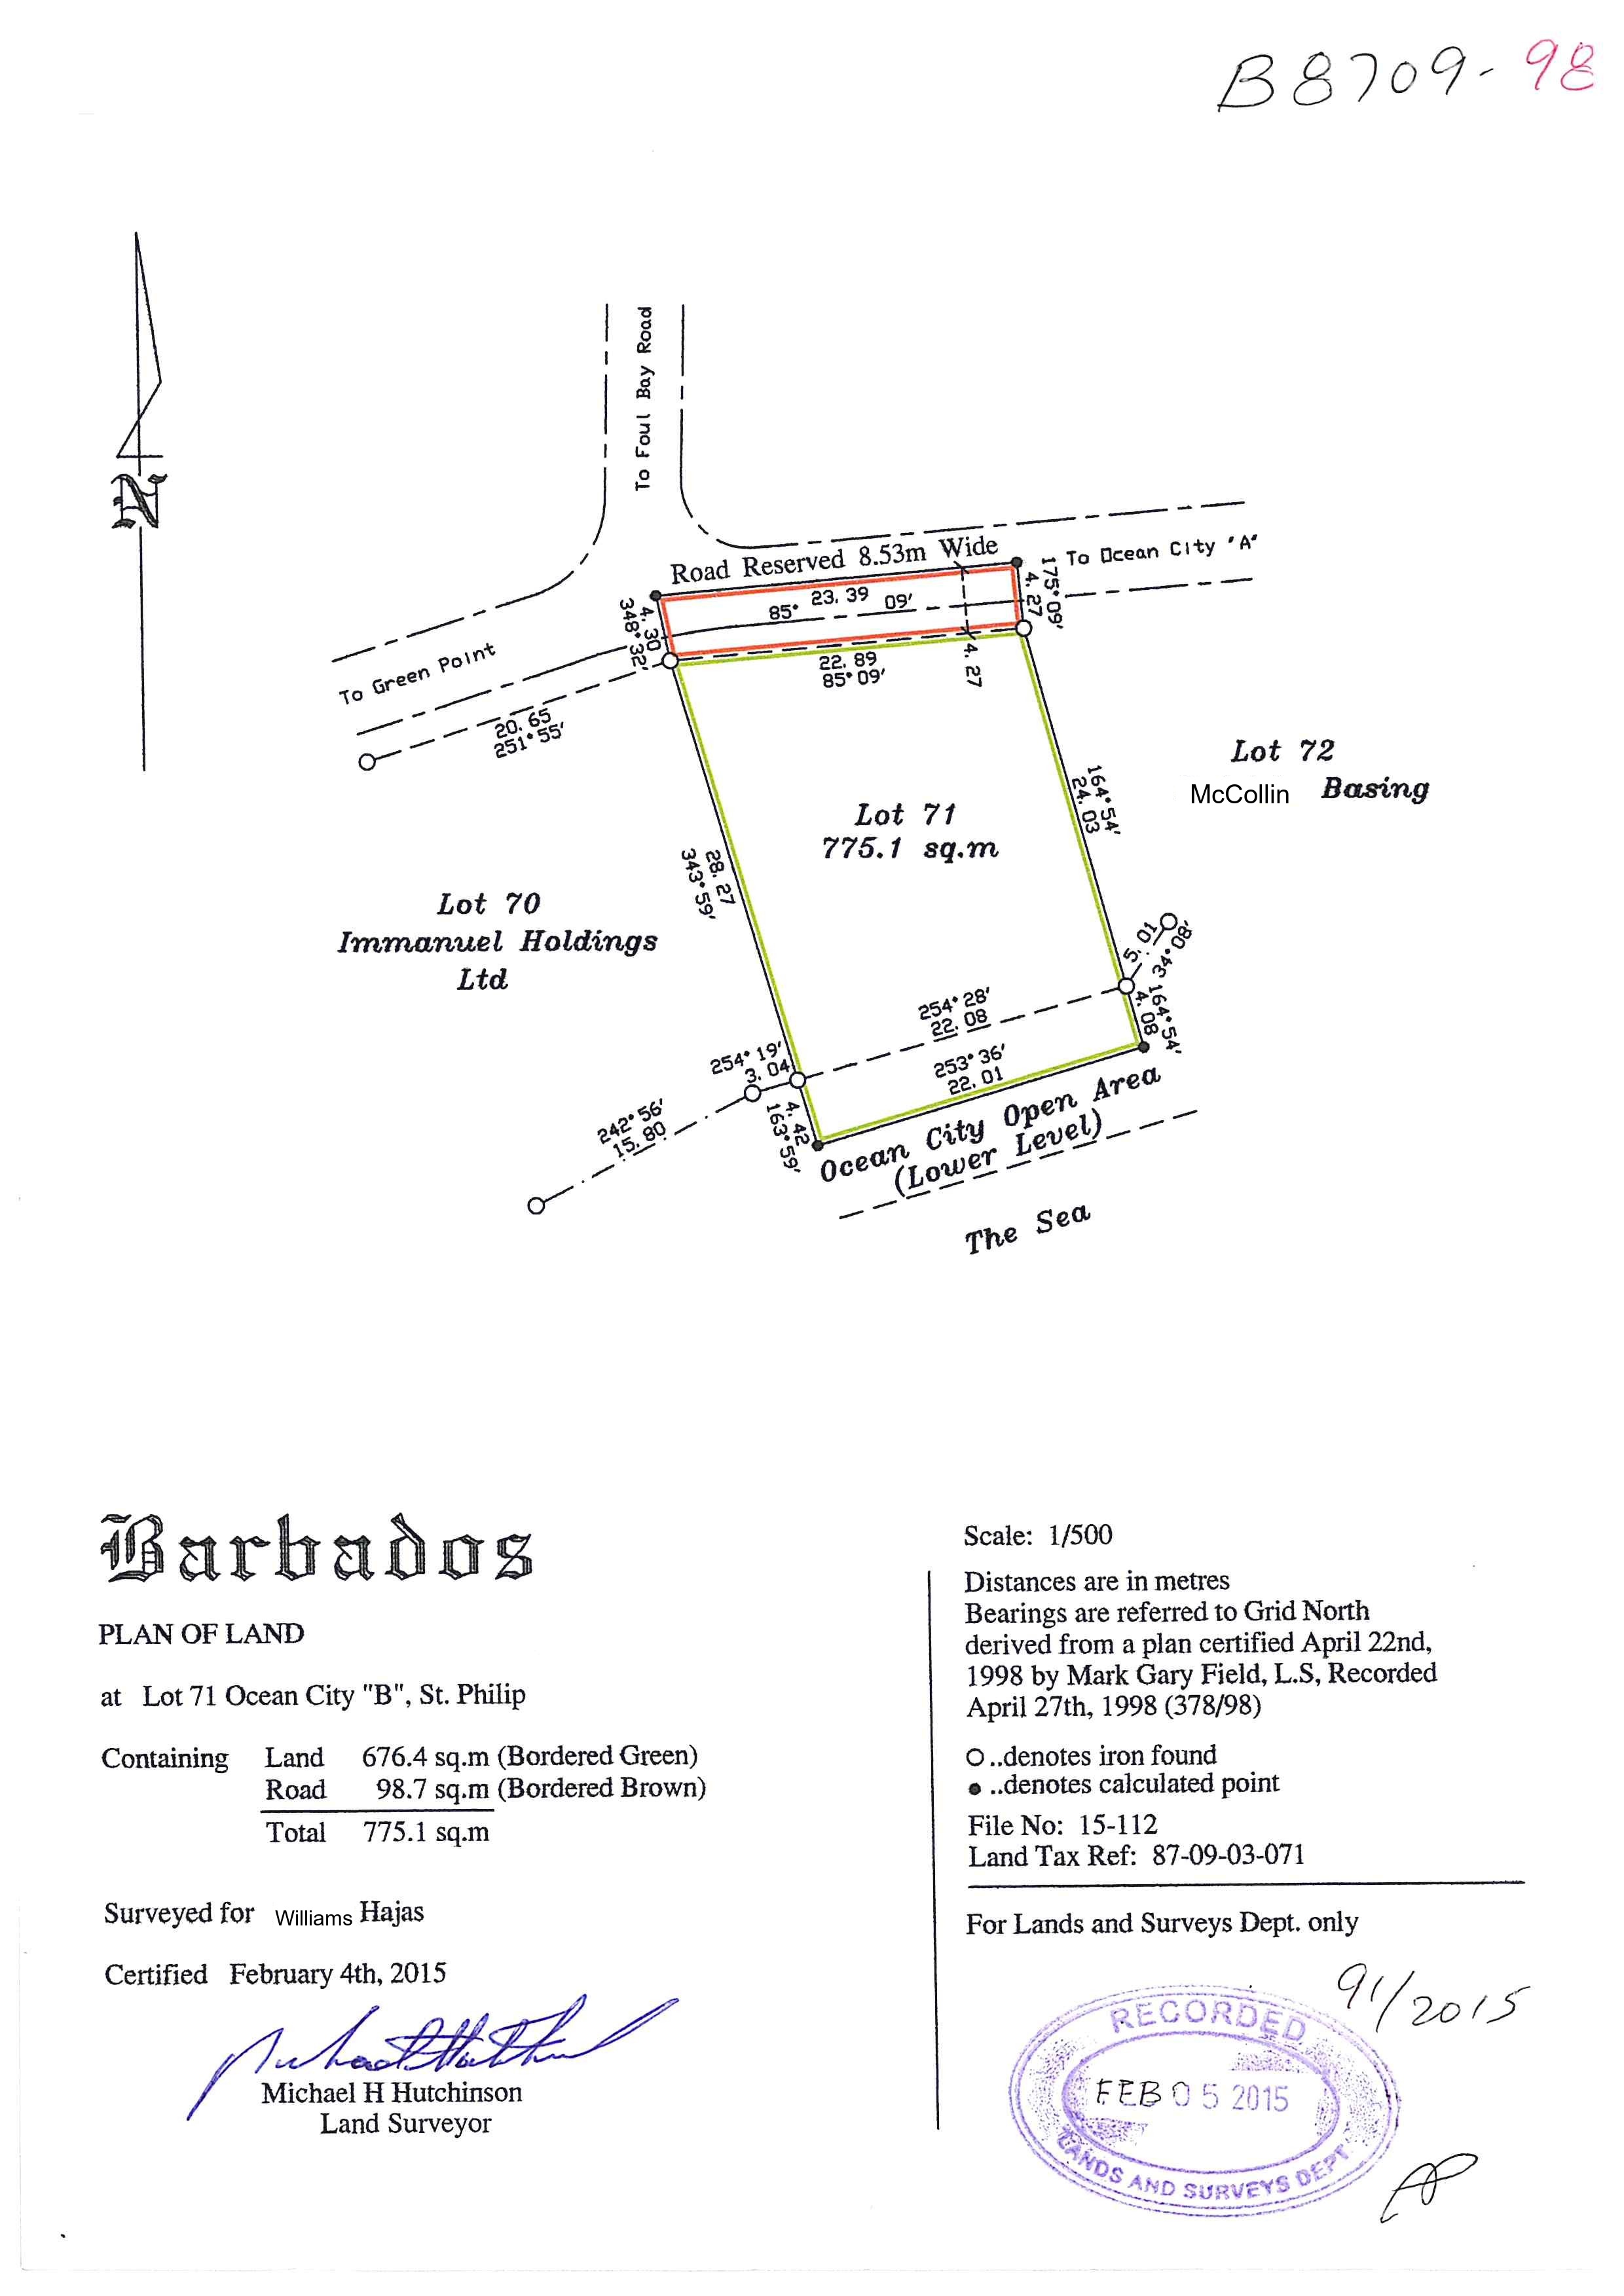 B8709-98
To Foul Bay Road
Road Reserved 8.53m Wide
To Ocean City "A"
175° 09'
4.27
85° 23.39 09'
4.30
348° 32'
To Green Point
22.89
85° 09'
4.27
20.65
251° 55'
Lot 72
McCollin Basing
164° 54'
24.03
Lot 71
775.1 sq.m
28.27
343° 59'
Lot 70
Immanuel Holdings
Ltd
5.01
34° 08'
254° 28'
22.08
164° 54'
4.08
254° 19'
3.04
253° 36'
22.01
242° 56'
15.80
4.42
163° 59'
Ocean City Open Area
(Lower Level)
The Sea
N
Barbados
PLAN OF LAND
at Lot 71 Ocean City "B", St. Philip
Containing Land 676.4 sq.m (Bordered Green)
Road 98.7 sq.m (Bordered Brown)
Total 775.1 sq.m
Surveyed for Williams Hajas
Certified February 4th, 2015
Michael H Hutchinson
Land Surveyor
Scale: 1/500
Distances are in metres
Bearings are referred to Grid North
derived from a plan certified April 22nd,
1998 by Mark Gary Field, L.S, Recorded
April 27th, 1998 (378/98)
O ..denotes iron found
● ..denotes calculated point
File No: 15-112
Land Tax Ref: 87-09-03-071
For Lands and Surveys Dept. only
91/2015
RECORDED
FEB 05 2015
LANDS AND SURVEYS DEPT